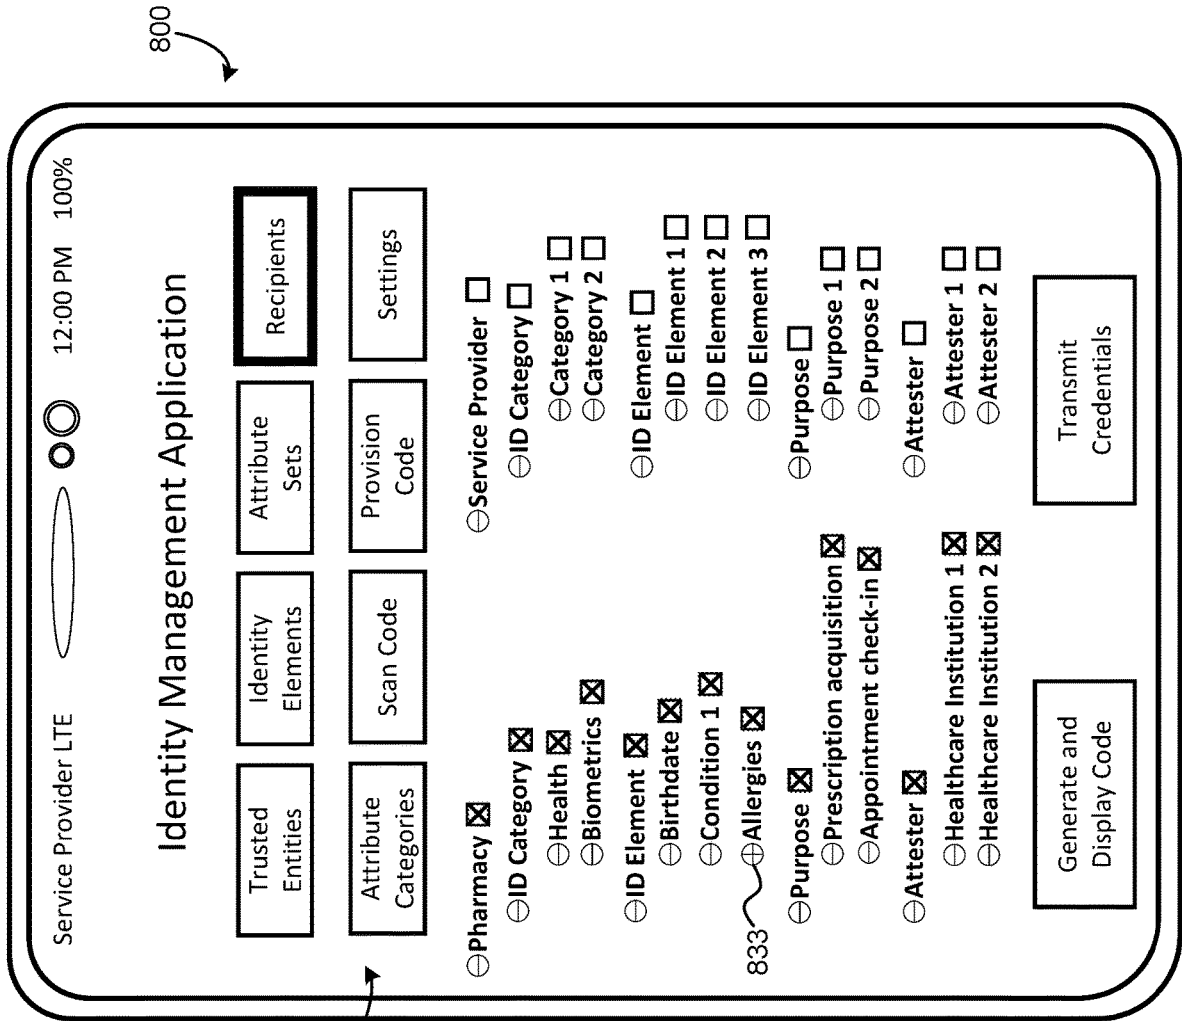 800
Service Provider LTE 12:00 PM 100%
Identity Management Application
Trusted
Entities
Identity
Elements
Attribute
Sets
Recipients
Attribute
Categories
Scan Code
Provision
Code
Settings
Pharmacy
ID Category
Health
Biometrics
ID Element
Birthdate
Condition 1
Allergies
833
Purpose
Prescription acquisition
Appointment check-in
Attester
Healthcare Institution 1
Healthcare Institution 2
Service Provider
ID Category
Category 1
Category 2
ID Element
ID Element 1
ID Element 2
ID Element 3
Purpose
Purpose 1
Purpose 2
Attester
Attester 1
Attester 2
Generate and
Display Code
Transmit
Credentials